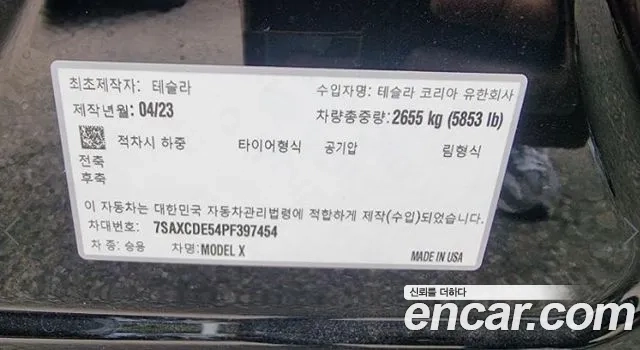 최초제작자: 테슬라 수입자명: 테슬라 코리아 유한회사
제작년월: 04/23 차량총중량: 2655 kg (5853 lb)
적차시 하중 타이어형식 공기압 림형식
전축
후축
이 자동차는 대한민국 자동차관리법령에 적합하게 제작(수입)되었습니다.
차대번호: 7SAXCDE54PF397454
차 종: 승용 차명: MODEL X MADE IN USA
신뢰를 더하다
encar.com